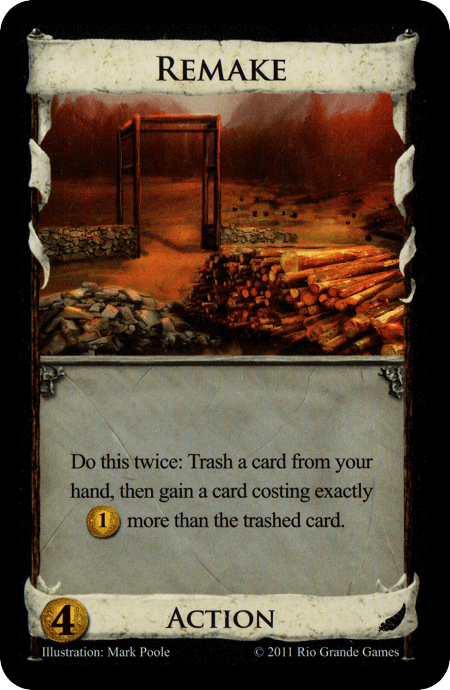 REMAKE
Do this twice: Trash a card from your
hand, then gain a card costing exactly
1 more than the trashed card.
4 ACTION
Illustration: Mark Poole © 2011 Rio Grande Games